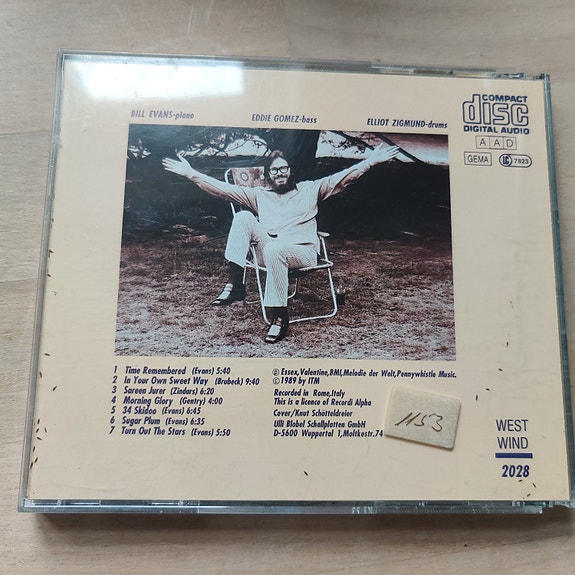 BILL EVANS-piano
EDDIE GOMEZ-bass
ELLIOT ZIGMUND-drums
COMPACT
disc
DIGITAL AUDIO
AAD
GEMA
LC 7823
1 Time Remembered (Evans) 5:40
2 In Your Own Sweet Way (Brubeck) 9:40
3 Sareen Jurer (Zindars) 6:20
4 Morning Glory (Gentry) 4:00
5 34 Skidoo (Evans) 6:45
6 Sugar Plum (Evans) 6:35
7 Turn Out The Stars (Evans) 5:50
Ⓟ Essex,Valentine,BMI,Melodie der Welt,Pennywhistle Music.
© 1989 by ITM
Recorded in Rome,Italy
This is a licence of Recordi Alpha
Cover/Knut Schötteldreier
Ulli Blobel Schallplatten GmbH
D-5600 Wuppertal 1,Moltkestr.74
1153
WEST
WIND
2028